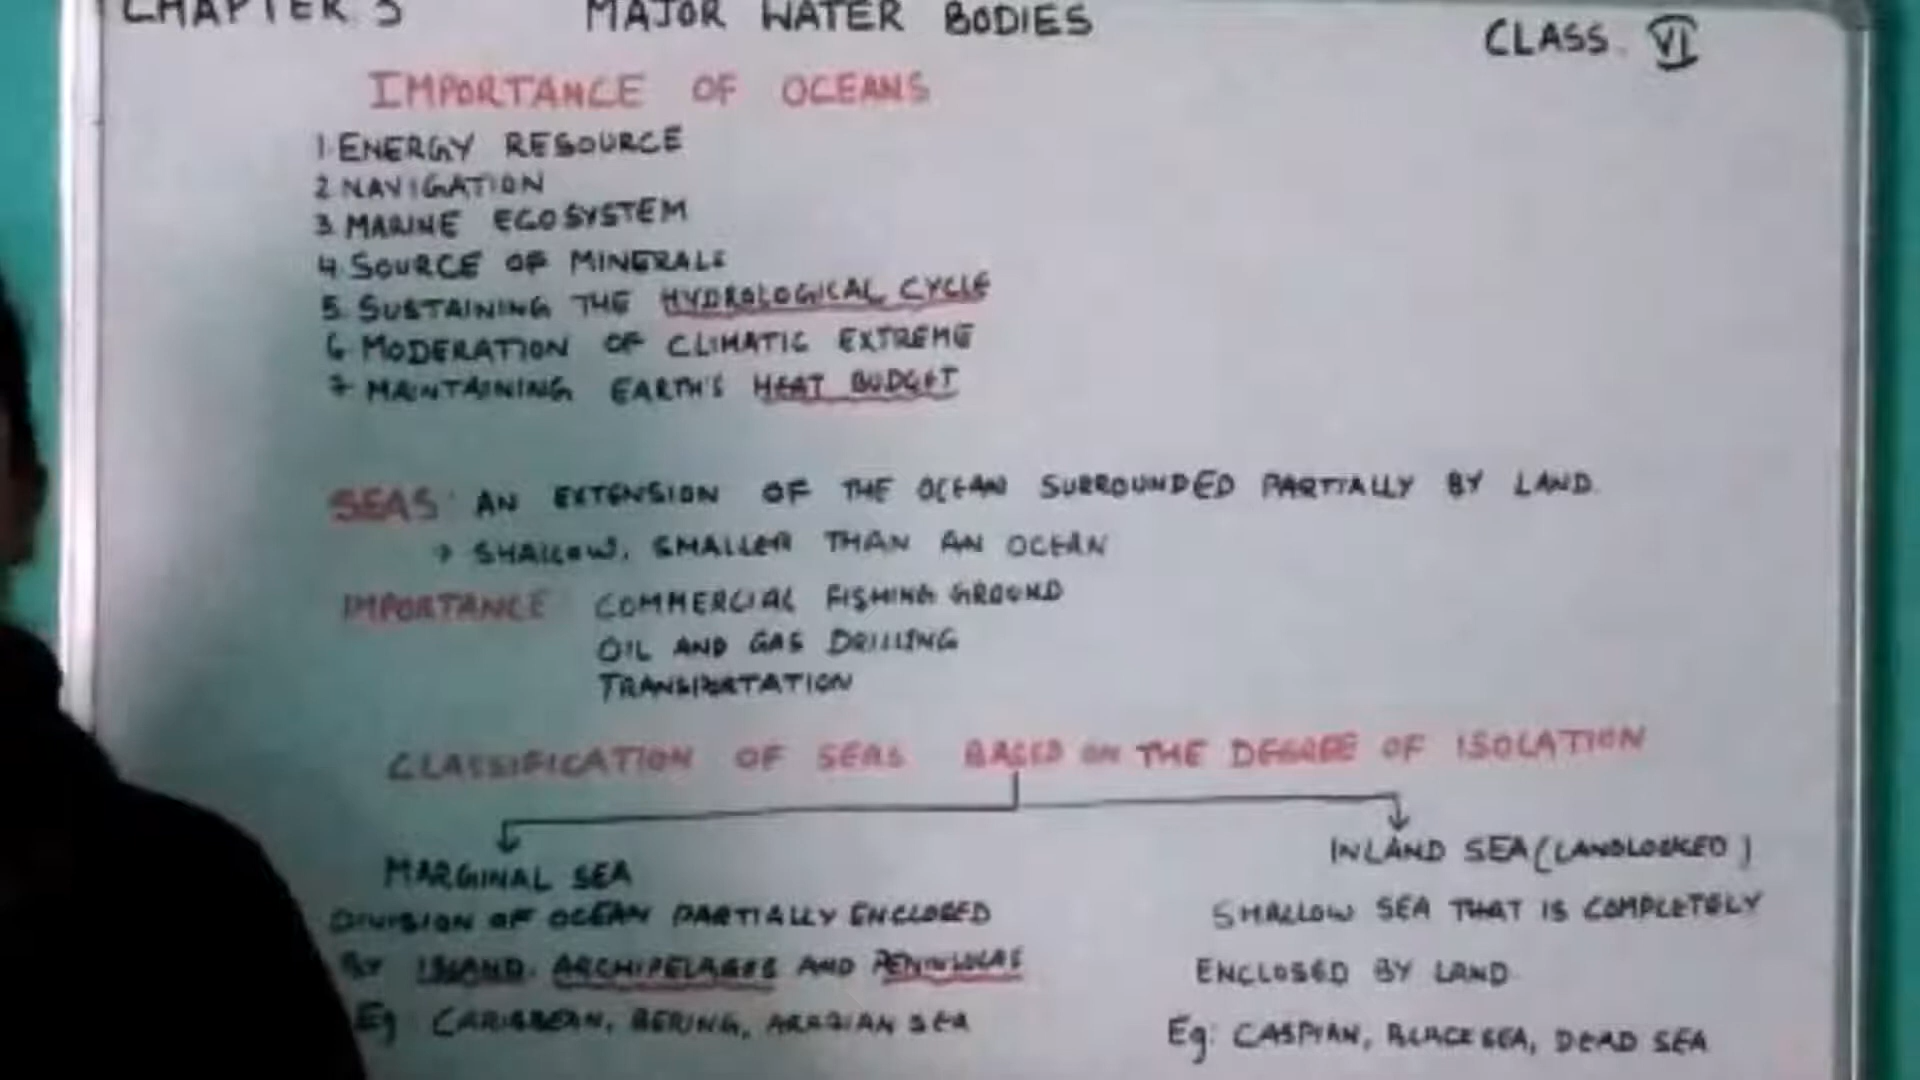 CHAPTER 5 MAJOR WATER BODIES CLASS VI
IMPORTANCE OF OCEANS
1. ENERGY RESOURCE
2. NAVIGATION
3. MARINE ECOSYSTEM
4. SOURCE OF MINERALS
5. SUSTAINING THE HYDROLOGICAL CYCLE
6. MODERATION OF CLIMATIC EXTREME
7. MAINTAINING EARTH'S HEAT BUDGET
SEAS: AN EXTENSION OF THE OCEAN SURROUNDED PARTIALLY BY LAND.
→ SHALLOW, SMALLER THAN AN OCEAN
IMPORTANCE: COMMERCIAL FISHING GROUND
OIL AND GAS DRILLING
TRANSPORTATION
CLASSIFICATION OF SEAS BASED ON THE DEGREE OF ISOLATION
MARGINAL SEA
DIVISION OF OCEAN PARTIALLY ENCLOSED
BY ISLAND, ARCHIPELAGES AND PENINSULAS
Eg: CARIBBEAN, BERING, ARABIAN SEA
INLAND SEA (LANDLOCKED)
SHALLOW SEA THAT IS COMPLETELY
ENCLOSED BY LAND
Eg: CASPIAN, BLACK SEA, DEAD SEA